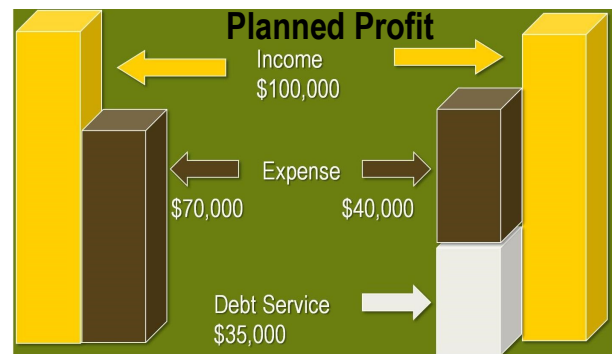 Planned Profit
Income
$100,000
Expense
$70,000 $40,000
Debt Service
$35,000